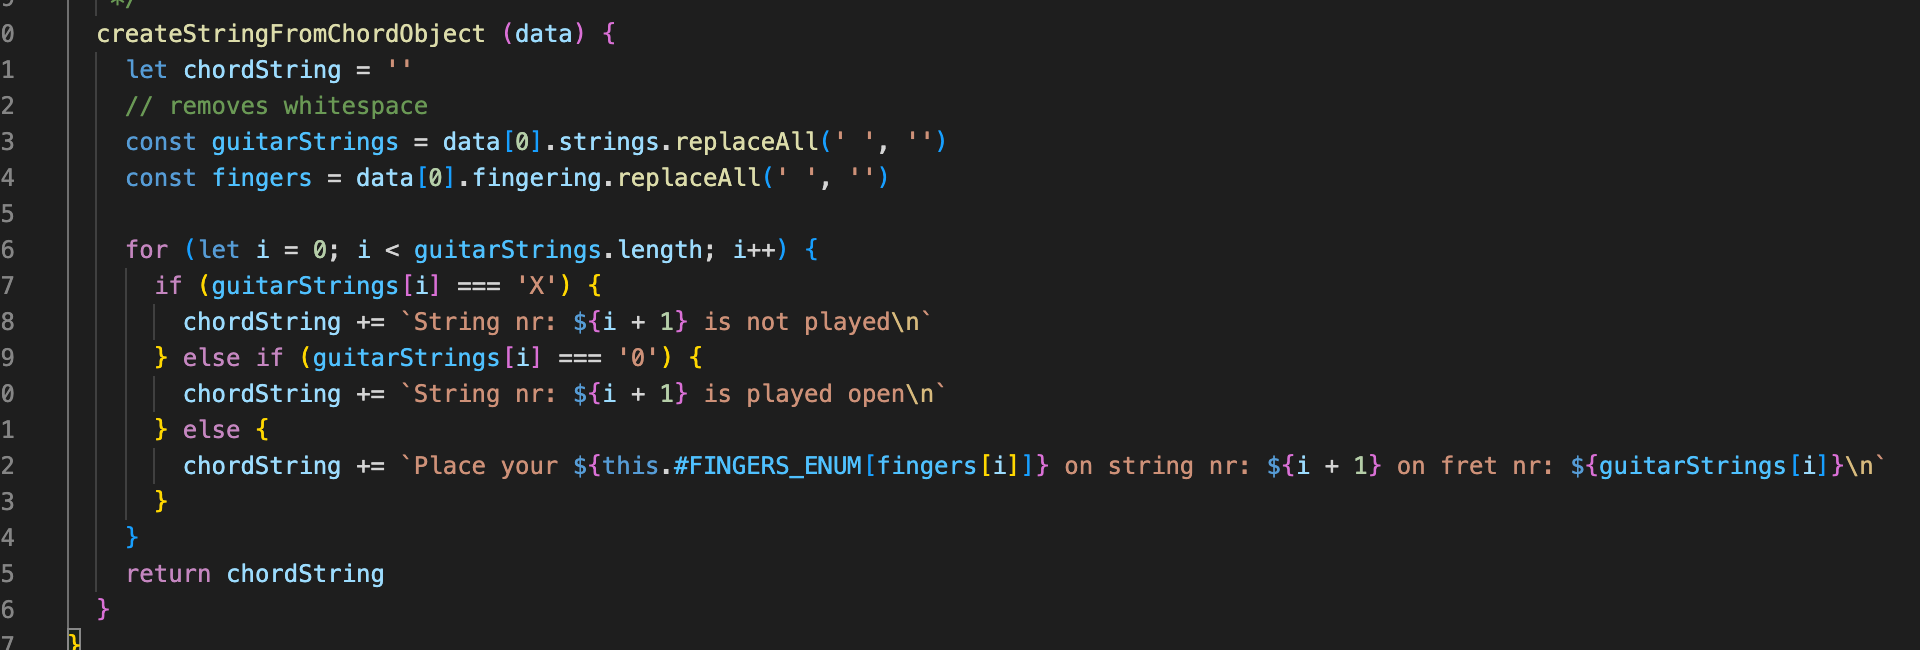 */
0 createStringFromChordObject (data) {
1 let chordString = ''
2 // removes whitespace
3 const guitarStrings = data[0].strings.replaceAll(' ', '')
4 const fingers = data[0].fingering.replaceAll(' ', '')
5
6 for (let i = 0; i < guitarStrings.length; i++) {
7 if (guitarStrings[i] === 'X') {
8 chordString += `String nr: ${i + 1} is not played\n`
9 } else if (guitarStrings[i] === '0') {
0 chordString += `String nr: ${i + 1} is played open\n`
1 } else {
2 chordString += `Place your ${this.#FINGERS_ENUM[fingers[i]]} on string nr: ${i + 1} on fret nr: ${guitarStrings[i]}\n`
3 }
4 }
5 return chordString
6 }
7 }